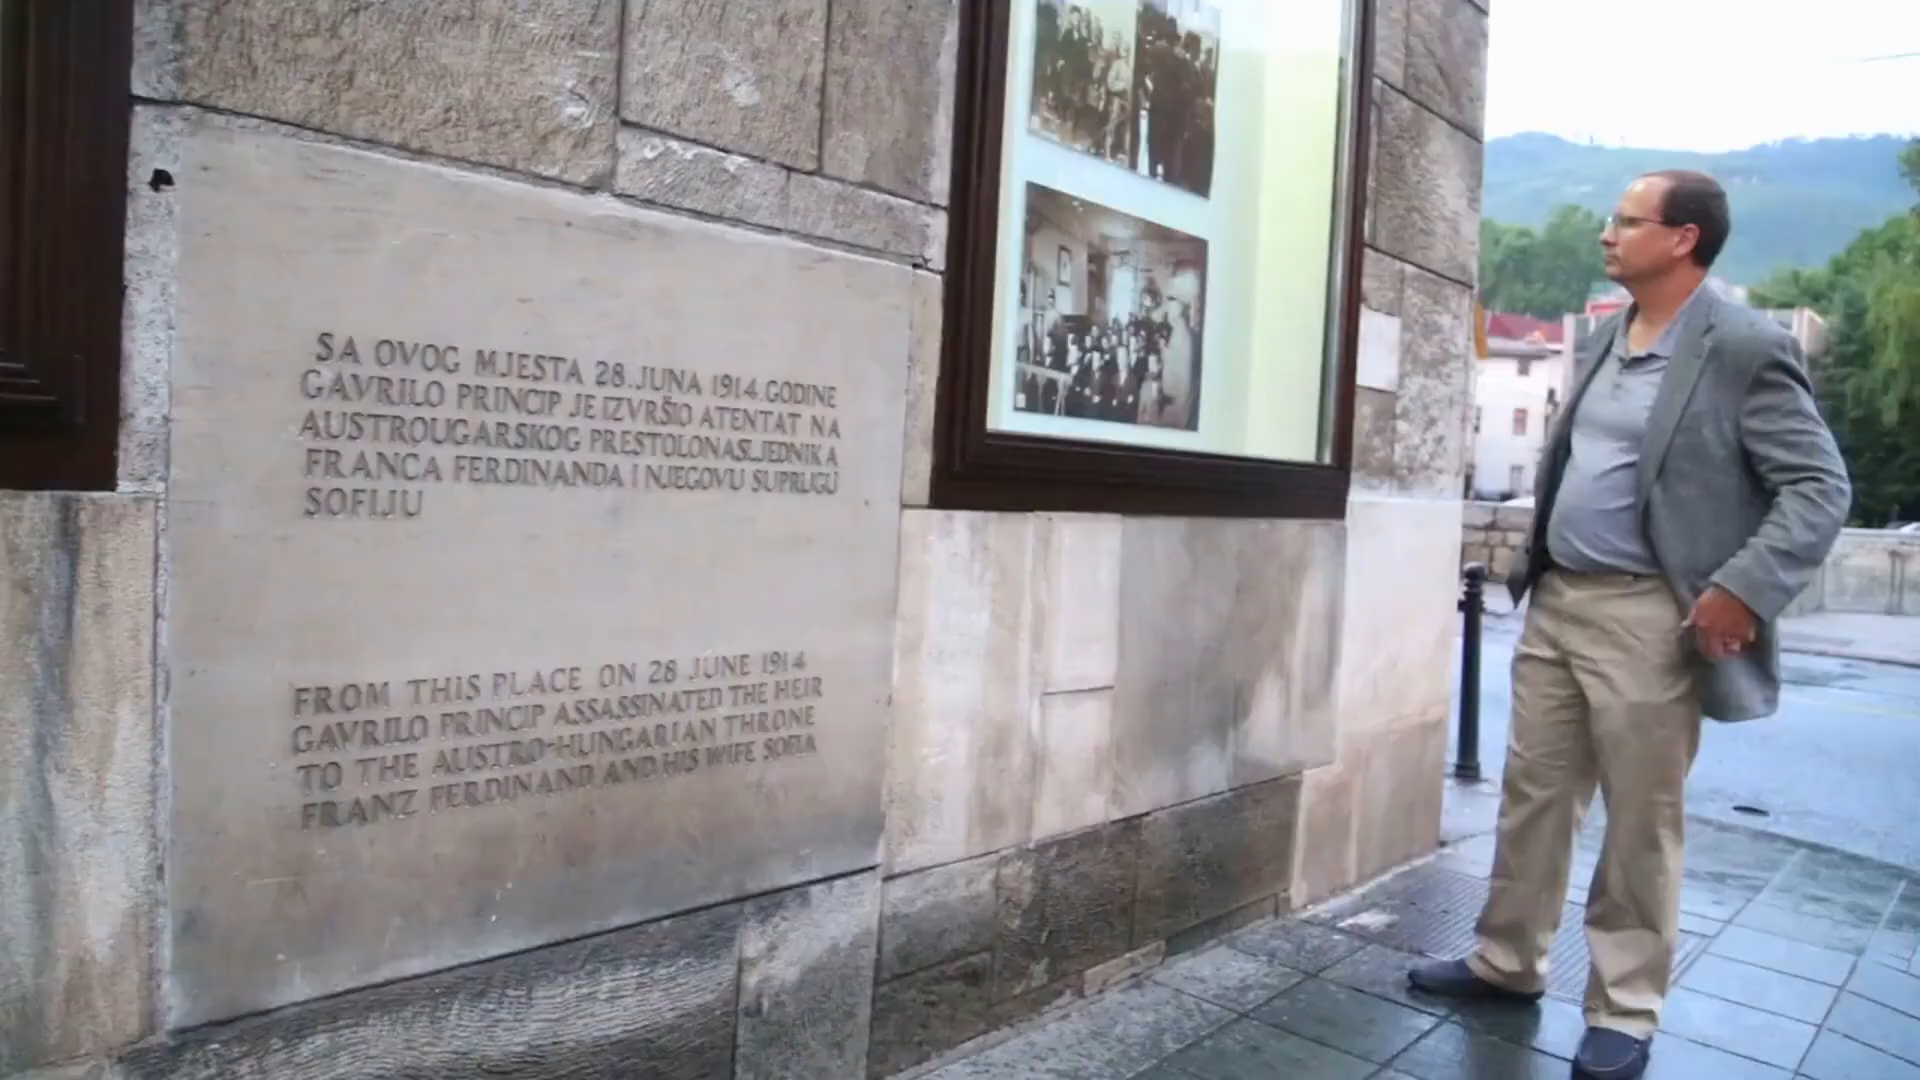 SA OVOG MJESTA 28.JUNA 1914.GODINE
GAVRILO PRINCIP JE IZVRŠIO ATENTAT NA
AUSTROUGARSKOG PRESTOLONASLJEDNIKA
FRANCA FERDINANDA I NJEGOVU SUPRUGU
SOFIJU
FROM THIS PLACE ON 28 JUNE 1914
GAVRILO PRINCIP ASSASSINATED THE HEIR
TO THE AUSTRO-HUNGARIAN THRONE
FRANZ FERDINAND AND HIS WIFE SOFIA